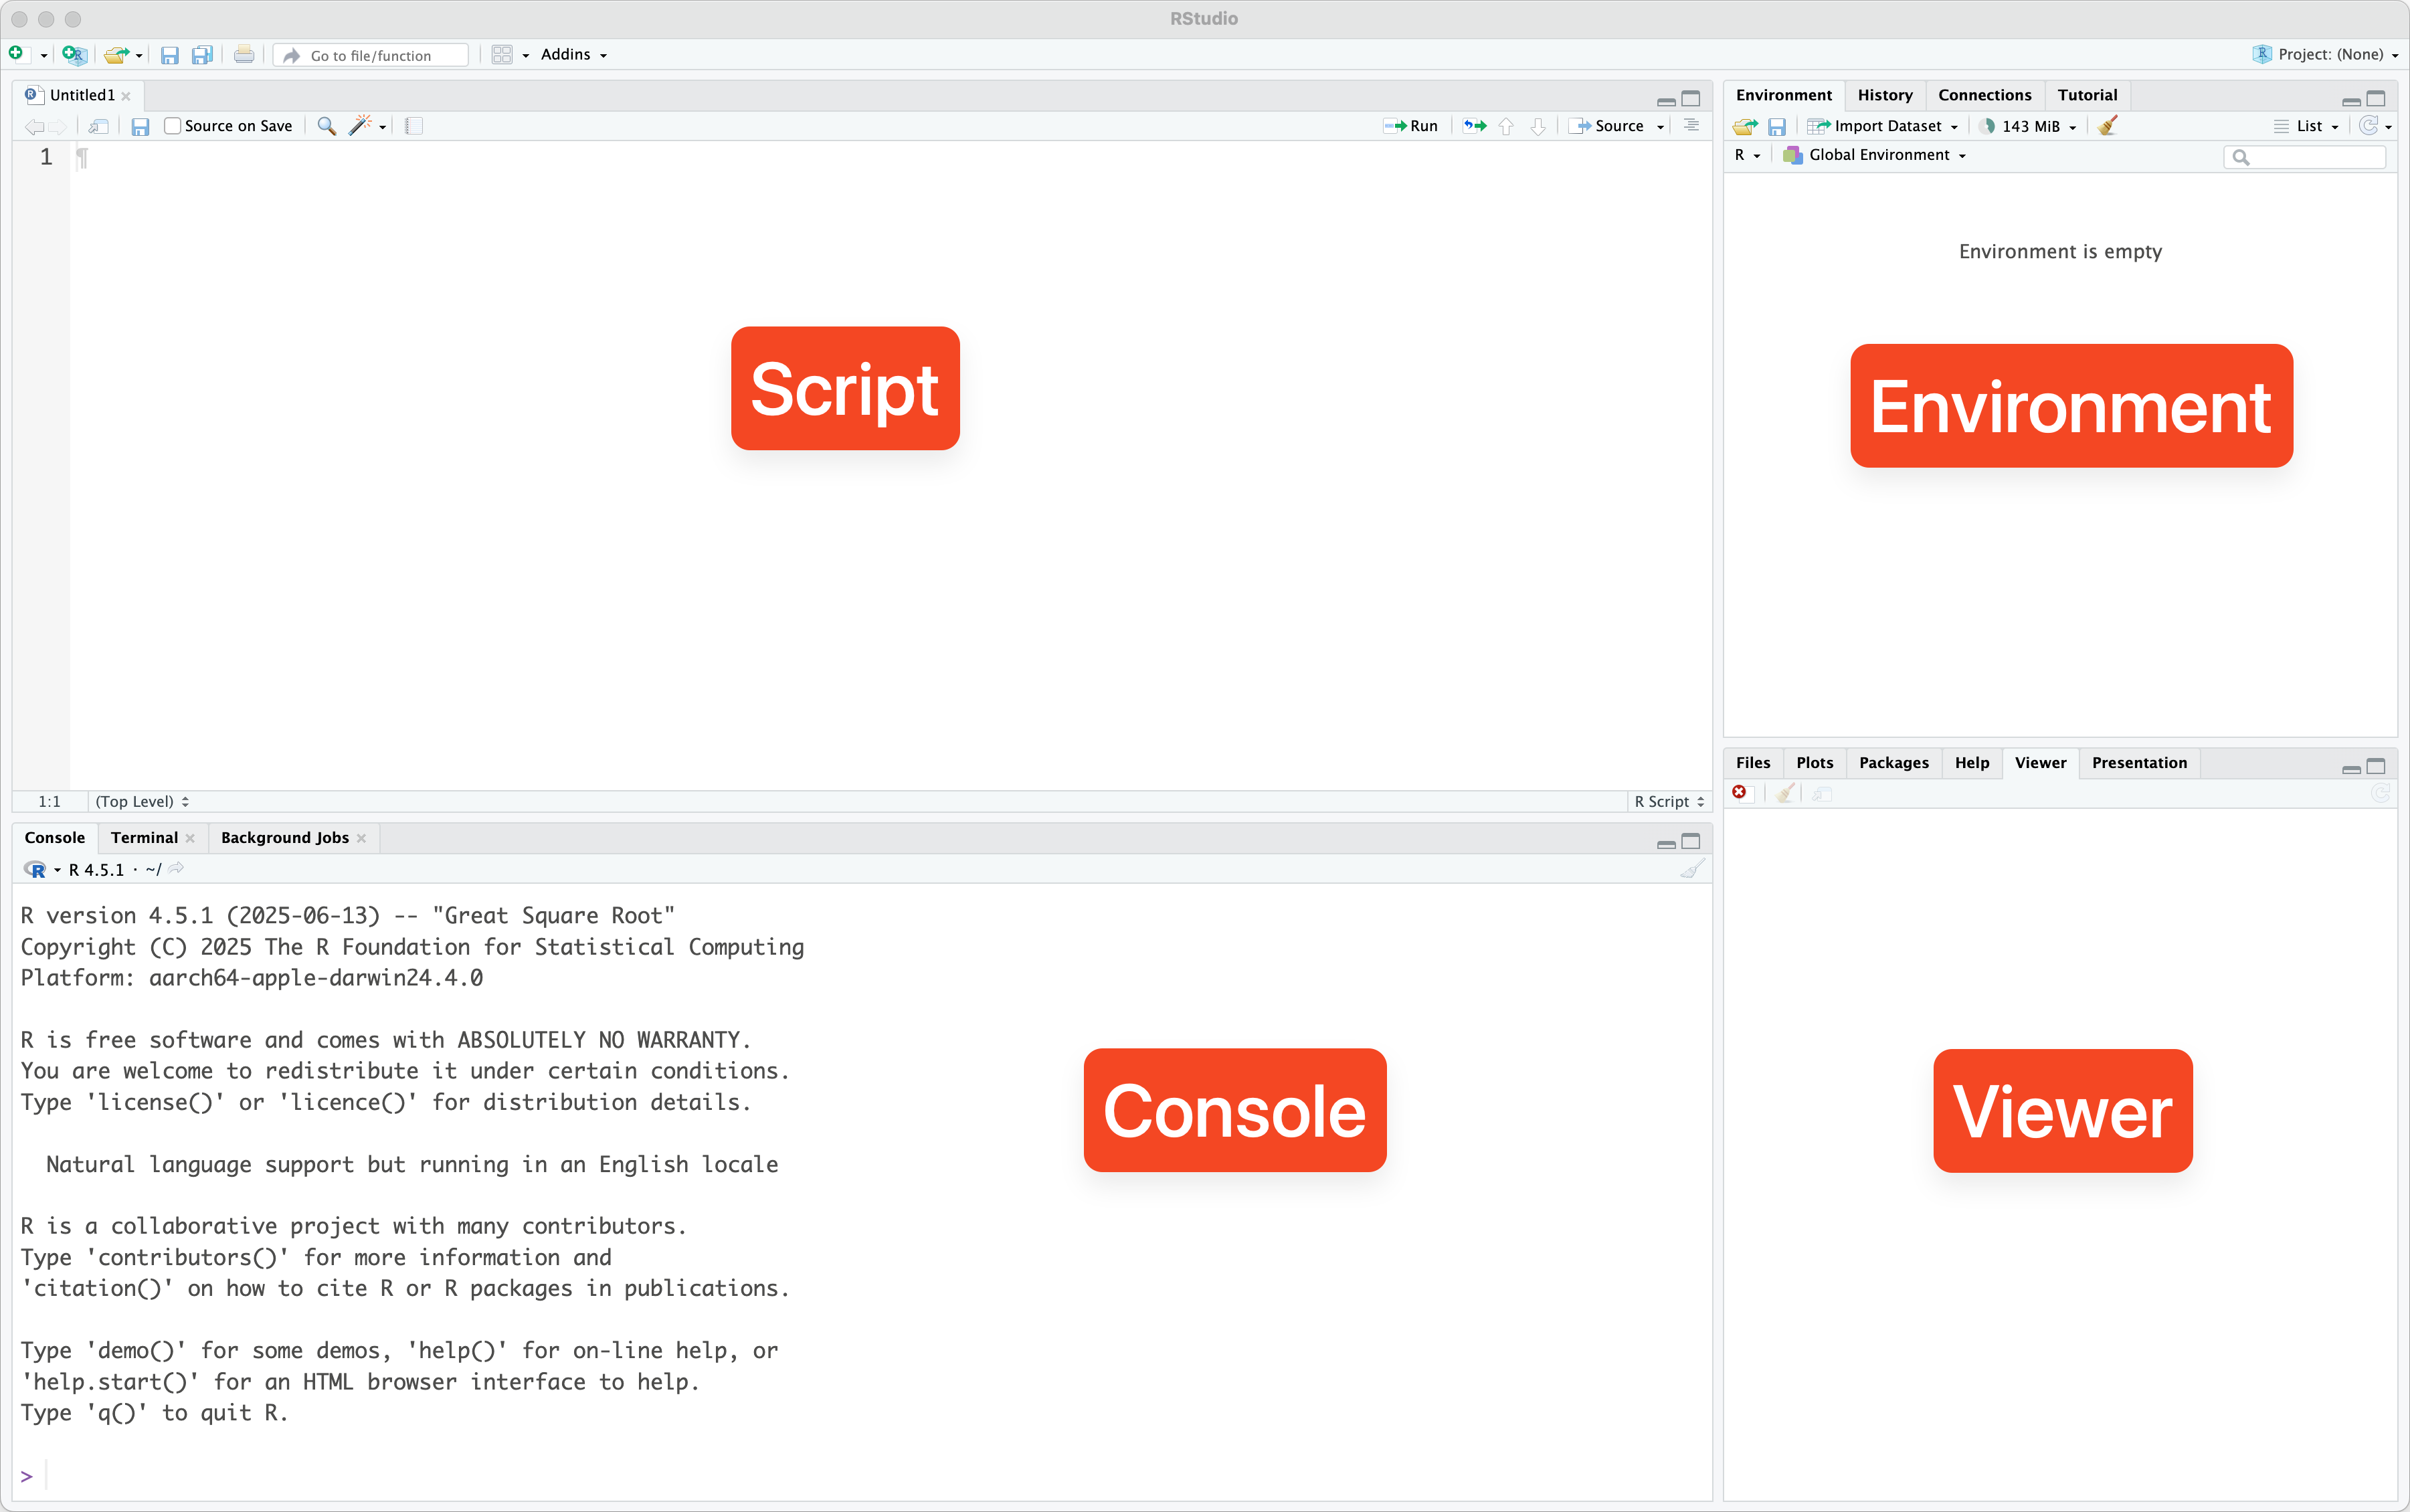 RStudio
Go to file/function
Addins
Project: (None)
Untitled1
Source on Save
Run
Source
1
¶
Script
1:1
(Top Level)
R Script
Environment History Connections Tutorial
Import Dataset
143 MiB
List
R
Global Environment
Environment is empty
Environment
Console Terminal Background Jobs
R 4.5.1 · ~/
R version 4.5.1 (2025-06-13) -- "Great Square Root"
Copyright (C) 2025 The R Foundation for Statistical Computing
Platform: aarch64-apple-darwin24.4.0
R is free software and comes with ABSOLUTELY NO WARRANTY.
You are welcome to redistribute it under certain conditions.
Type 'license()' or 'licence()' for distribution details.
Natural language support but running in an English locale
R is a collaborative project with many contributors.
Type 'contributors()' for more information and
'citation()' on how to cite R or R packages in publications.
Type 'demo()' for some demos, 'help()' for on-line help, or
'help.start()' for an HTML browser interface to help.
Type 'q()' to quit R.
>
Console
Files Plots Packages Help Viewer Presentation
Viewer